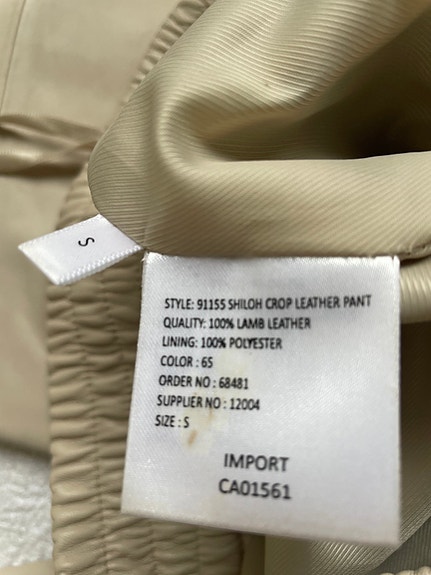 S
STYLE: 91155 SHILOH CROP LEATHER PANT
QUALITY: 100% LAMB LEATHER
LINING: 100% POLYESTER
COLOR : 65
ORDER NO : 68481
SUPPLIER NO : 12004
SIZE : S
IMPORT
CA01561